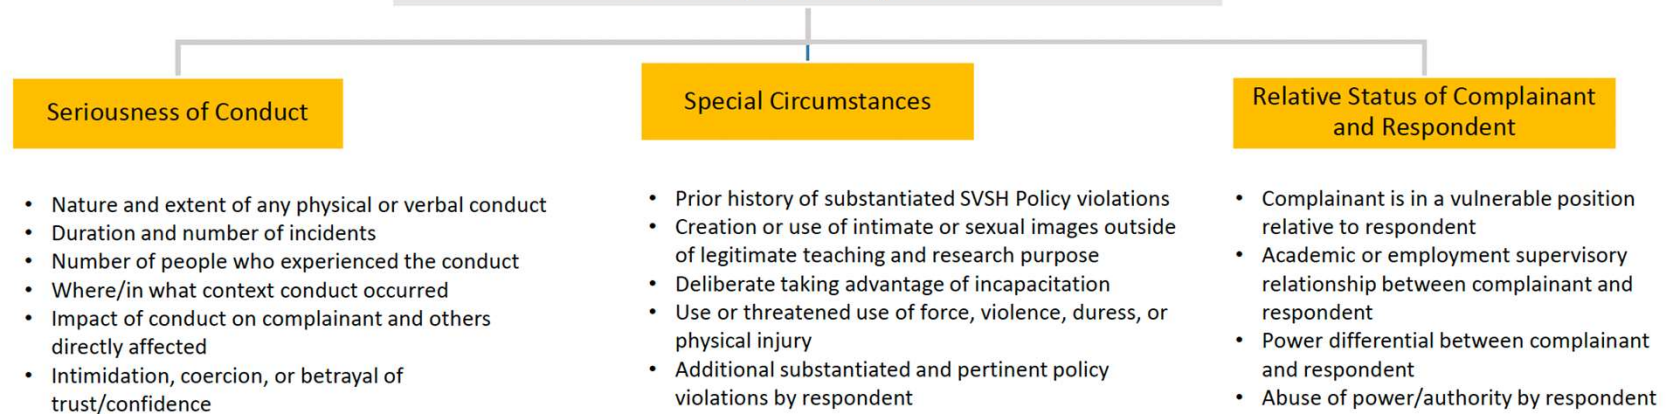 Seriousness of Conduct
• Nature and extent of any physical or verbal conduct
• Duration and number of incidents
• Number of people who experienced the conduct
• Where/in what context conduct occurred
• Impact of conduct on complainant and others
directly affected
• Intimidation, coercion, or betrayal of
trust/confidence
Special Circumstances
• Prior history of substantiated SVSH Policy violations
• Creation or use of intimate or sexual images outside
of legitimate teaching and research purpose
• Deliberate taking advantage of incapacitation
• Use or threatened use of force, violence, duress, or
physical injury
• Additional substantiated and pertinent policy
violations by respondent
Relative Status of Complainant
and Respondent
• Complainant is in a vulnerable position
relative to respondent
• Academic or employment supervisory
relationship between complainant and
respondent
• Power differential between complainant
and respondent
• Abuse of power/authority by respondent